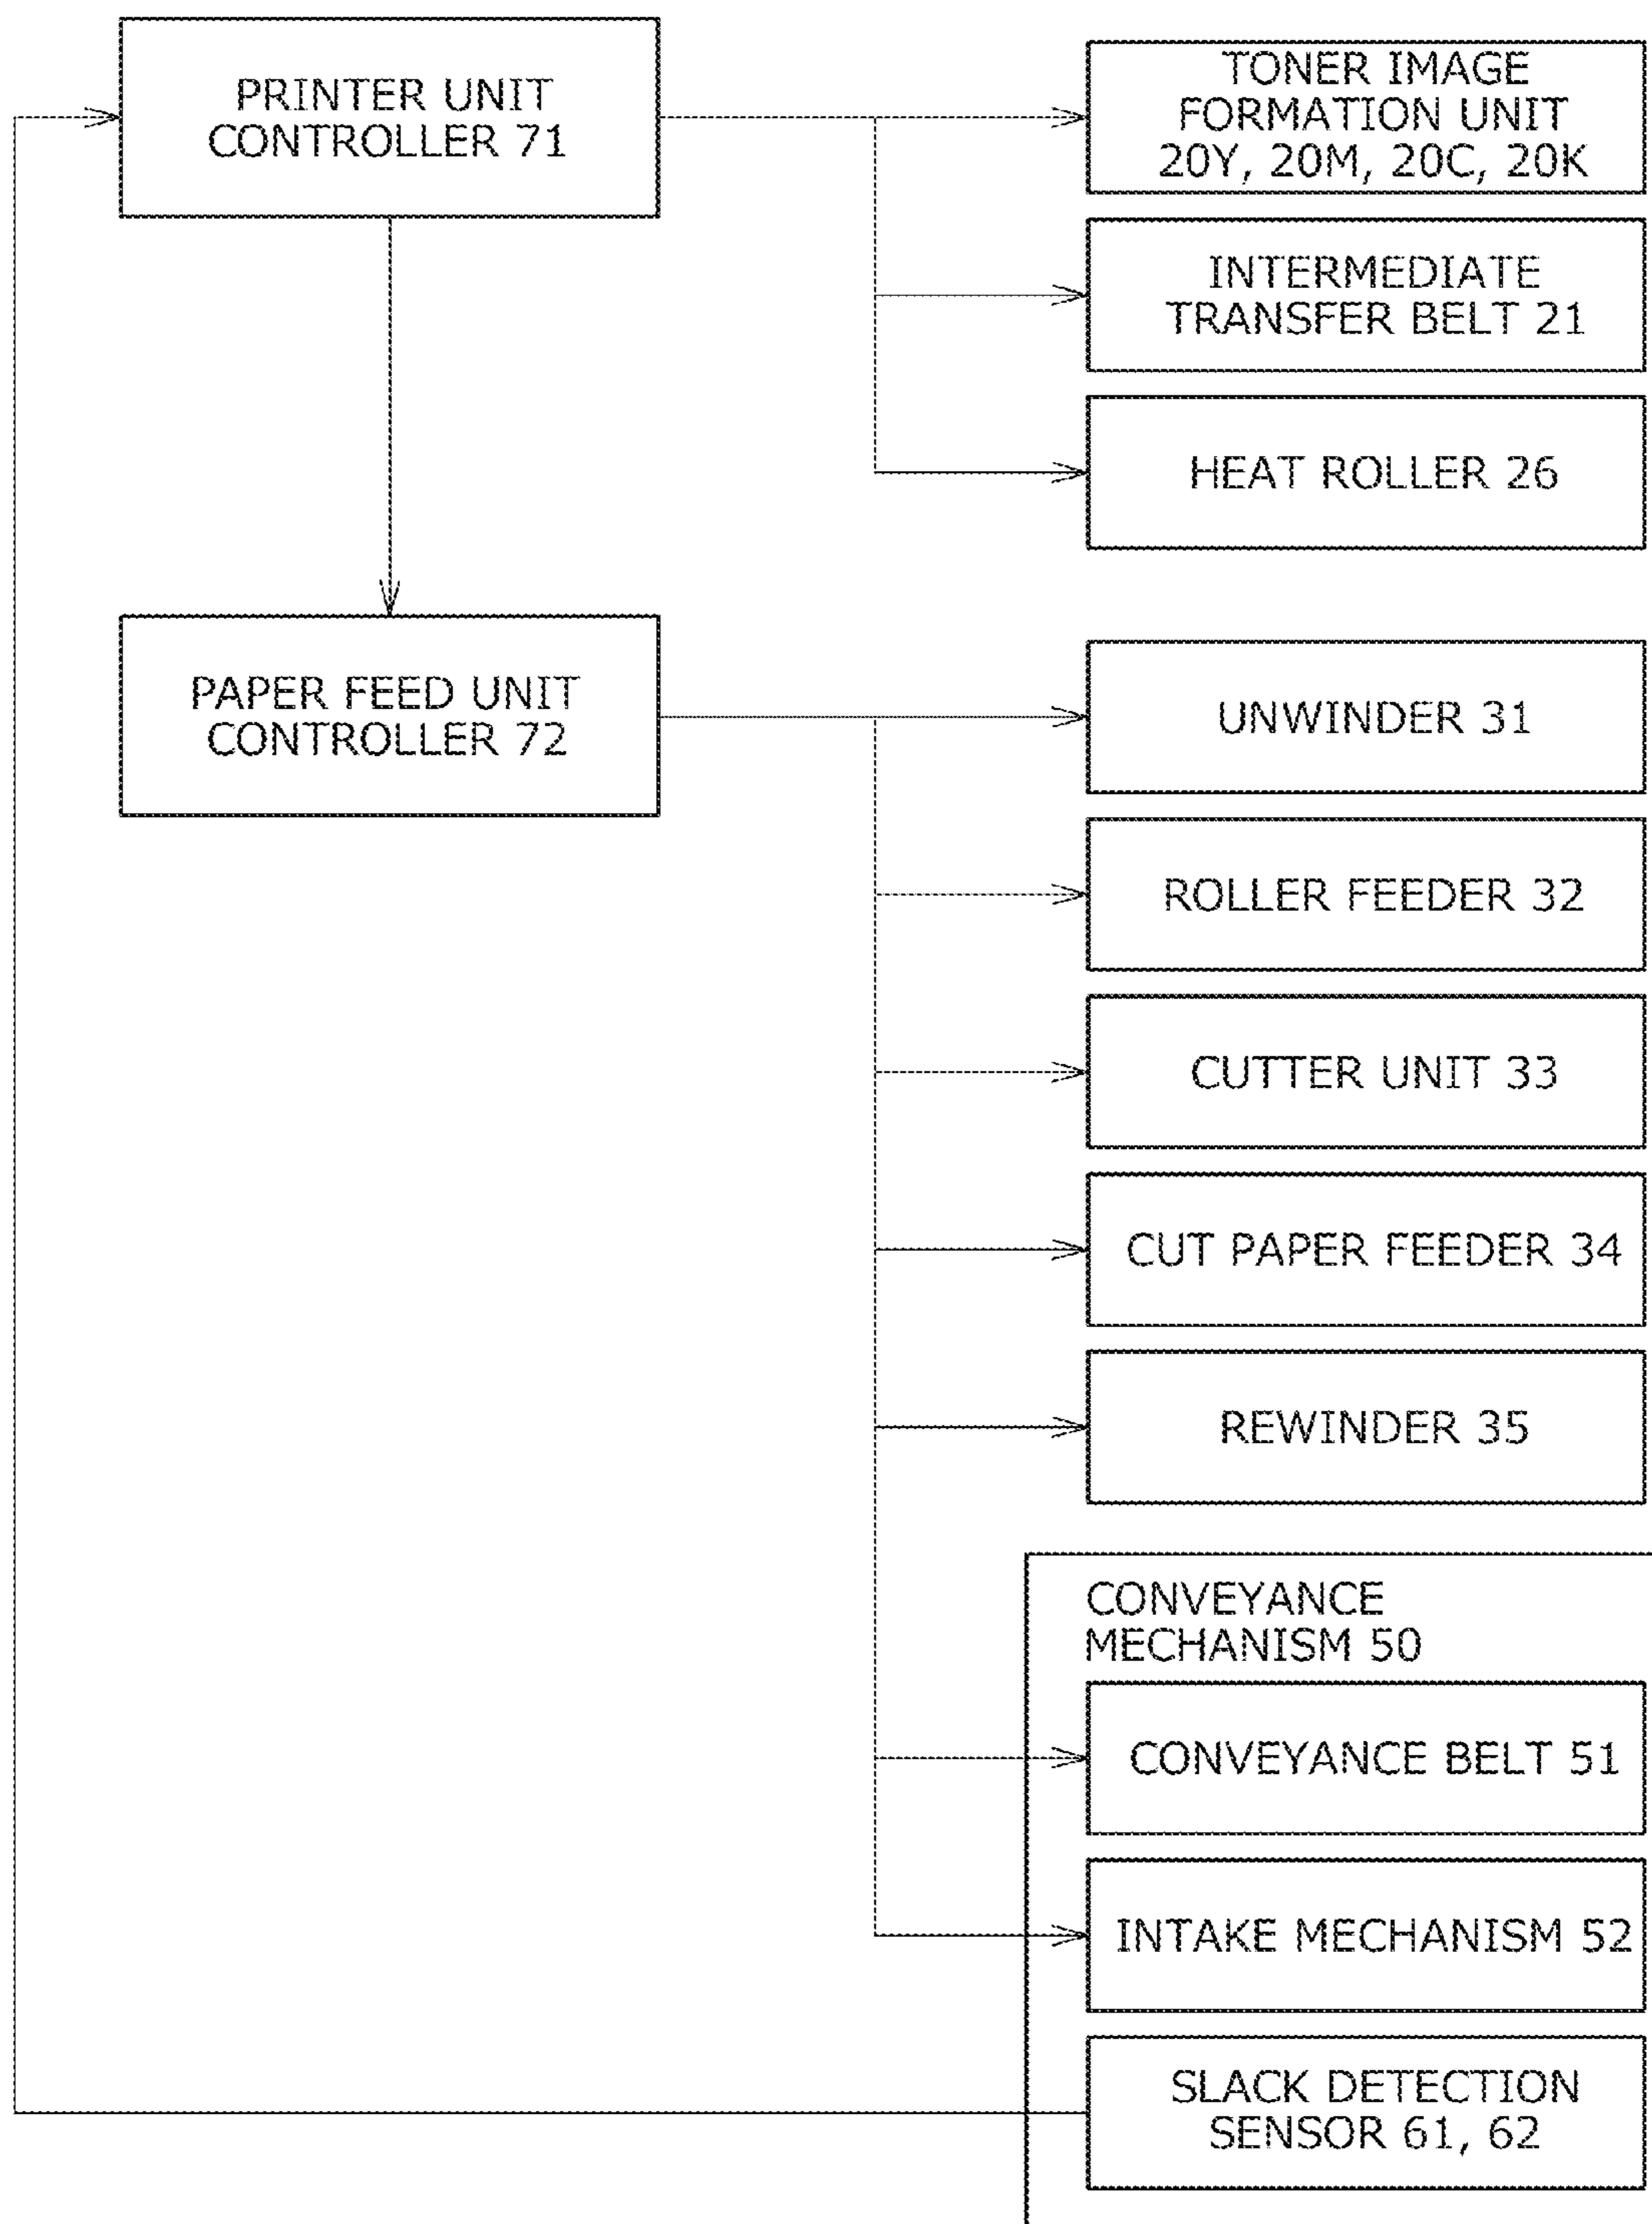 PRINTER UNIT
CONTROLLER 71
TONER IMAGE
FORMATION UNIT
20Y, 20M, 20C, 20K
INTERMEDIATE
TRANSFER BELT 21
HEAT ROLLER 26
PAPER FEED UNIT
CONTROLLER 72
UNWINDER 31
ROLLER FEEDER 32
CUTTER UNIT 33
CUT PAPER FEEDER 34
REWINDER 35
CONVEYANCE
MECHANISM 50
CONVEYANCE BELT 51
INTAKE MECHANISM 52
SLACK DETECTION
SENSOR 61, 62